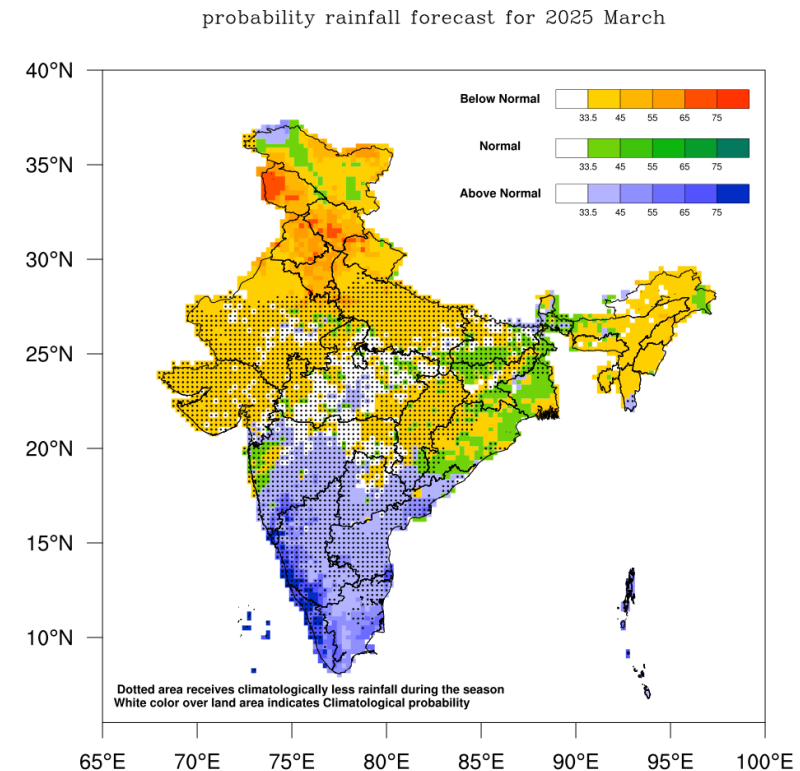 probability rainfall forecast for 2025 March
40°N
35°N
30°N
25°N
20°N
15°N
10°N
Below Normal
33.5 45 55 65 75
Normal
33.5 45 55 65 75
Above Normal
33.5 45 55 65 75
Dotted area receives climatologically less rainfall during the season
White color over land area indicates Climatological probability
65°E 70°E 75°E 80°E 85°E 90°E 95°E 100°E